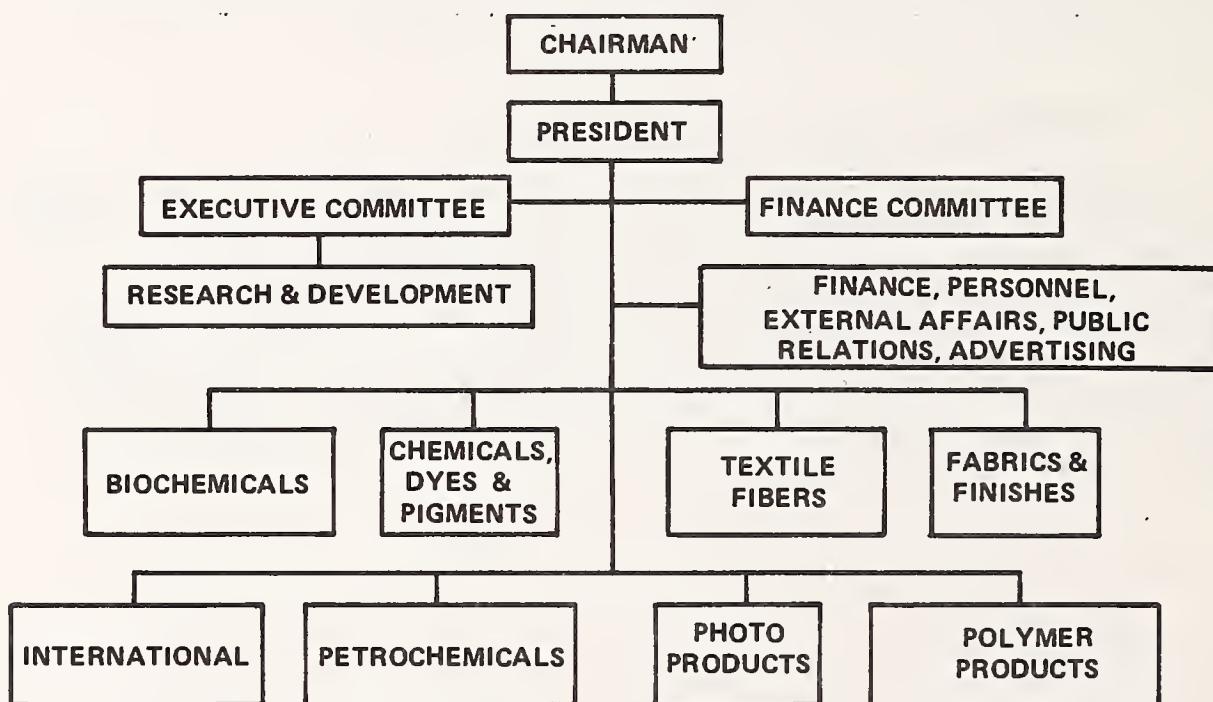 CHAIRMAN
PRESIDENT
EXECUTIVE COMMITTEE
FINANCE COMMITTEE
RESEARCH & DEVELOPMENT
FINANCE, PERSONNEL,
EXTERNAL AFFAIRS, PUBLIC
RELATIONS, ADVERTISING
BIOCHEMICALS
CHEMICALS,
DYES &
PIGMENTS
TEXTILE
FIBERS
FABRICS &
FINISHES
INTERNATIONAL
PETROCHEMICALS
PHOTO
PRODUCTS
POLYMER
PRODUCTS